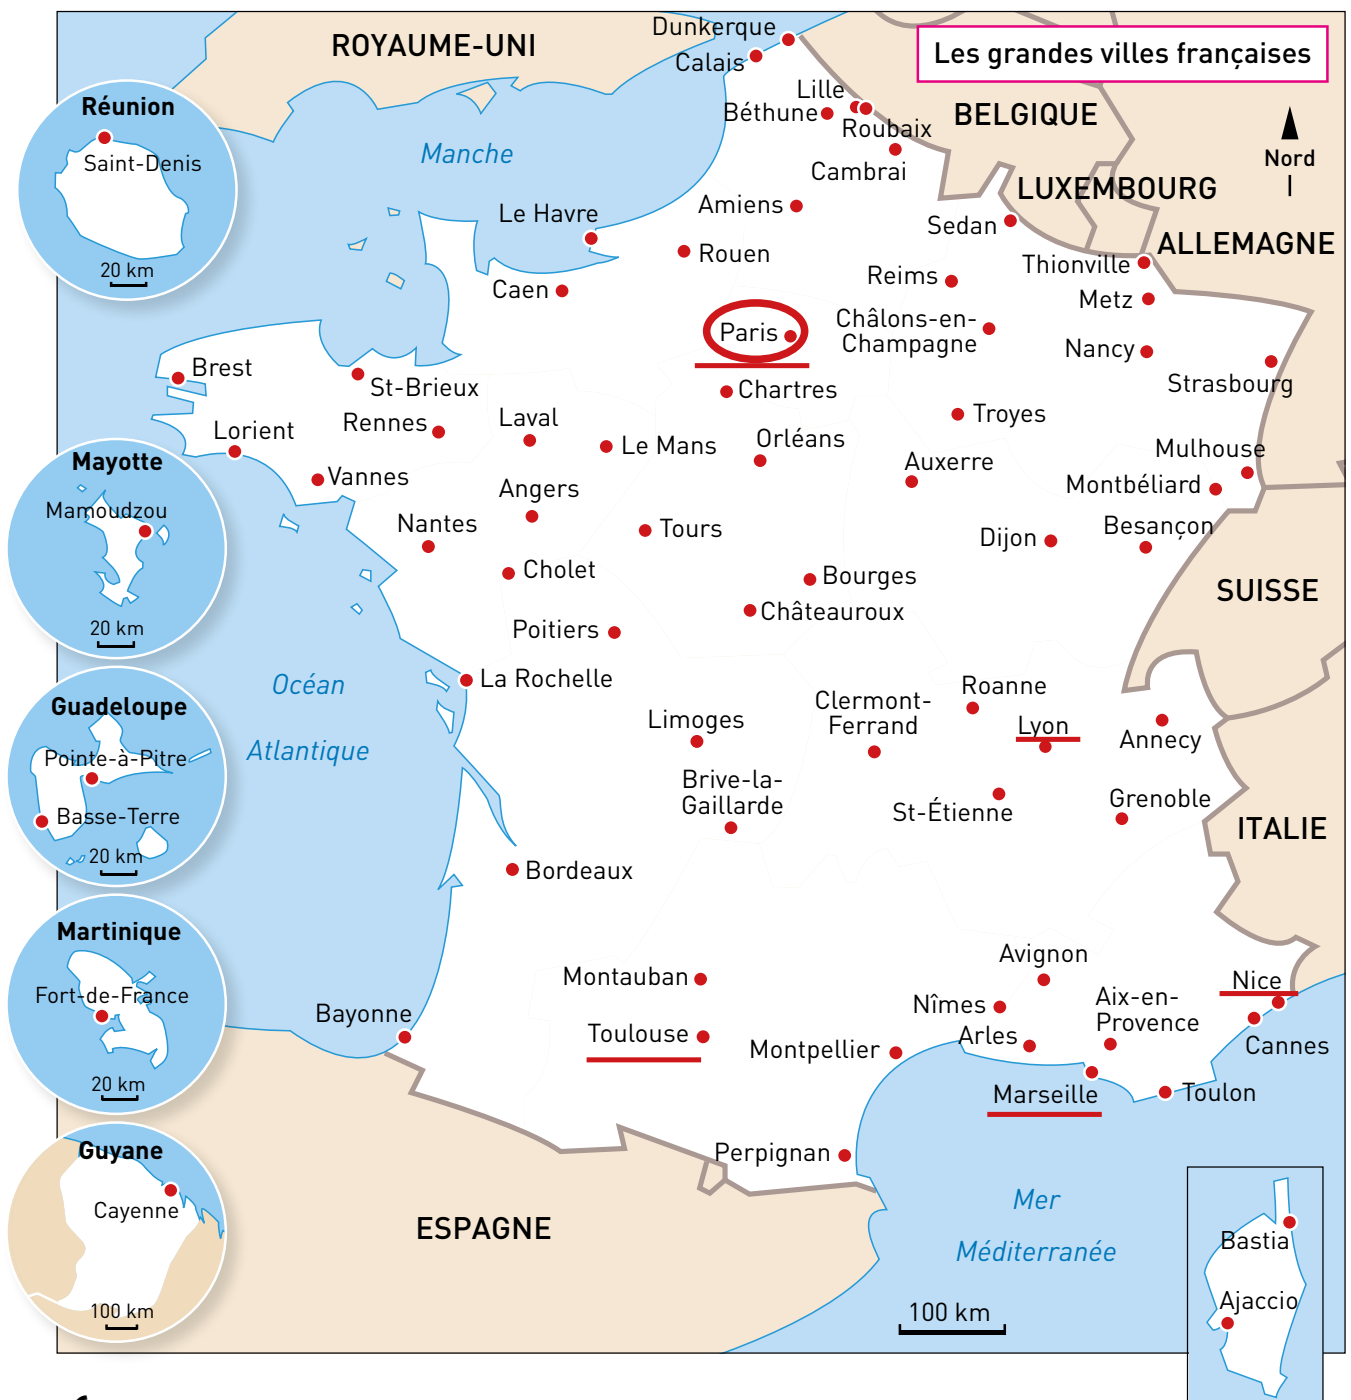 Les grandes villes françaises
ROYAUME-UNI
Dunkerque
Calais
Lille
Béthune
Roubaix
Cambrai
BELGIQUE
Nord
LUXEMBOURG
ALLEMAGNE
Manche
Le Havre
Amiens
Sedan
Rouen
Thionville
Reims
Caen
Metz
Paris
Châlons-en-
Champagne
Nancy
Strasbourg
Brest
St-Brieux
Chartres
Rennes
Laval
Troyes
Lorient
Le Mans
Orléans
Mulhouse
Vannes
Auxerre
Montbéliard
Angers
Nantes
Tours
Dijon
Besançon
Cholet
Bourges
SUISSE
Châteauroux
Poitiers
La Rochelle
Océan
Atlantique
Roanne
Clermont-
Ferrand
Limoges
Lyon
Annecy
Brive-la-
Gaillarde
St-Étienne
Grenoble
ITALIE
Bordeaux
Avignon
Montauban
Nice
Nîmes
Aix-en-
Provence
Bayonne
Toulouse
Arles
Montpellier
Cannes
Marseille
Toulon
Perpignan
Mer
Méditerranée
ESPAGNE
100 km
Bastia
Ajaccio
Réunion
Saint-Denis
20 km
Mayotte
Mamoudzou
20 km
Guadeloupe
Pointe-à-Pitre
Basse-Terre
20 km
Martinique
Fort-de-France
20 km
Guyane
Cayenne
100 km